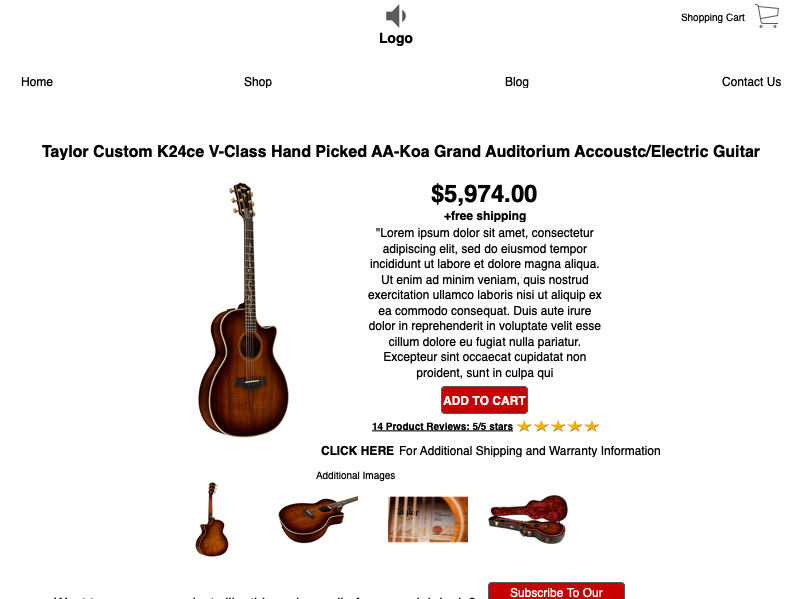 Shopping Cart
Logo
Home Shop Blog Contact Us
Taylor Custom K24ce V-Class Hand Picked AA-Koa Grand Auditorium Accoustc/Electric Guitar
$5,974.00
+free shipping
"Lorem ipsum dolor sit amet, consectetur
adipiscing elit, sed do eiusmod tempor
incididunt ut labore et dolore magna aliqua.
Ut enim ad minim veniam, quis nostrud
exercitation ullamco laboris nisi ut aliquip ex
ea commodo consequat. Duis aute irure
dolor in reprehenderit in voluptate velit esse
cillum dolore eu fugiat nulla pariatur.
Excepteur sint occaecat cupidatat non
proident, sunt in culpa qui
ADD TO CART
14 Product Reviews: 5/5 stars
CLICK HERE For Additional Shipping and Warranty Information
Additional Images
Taylor
Subscribe To Our